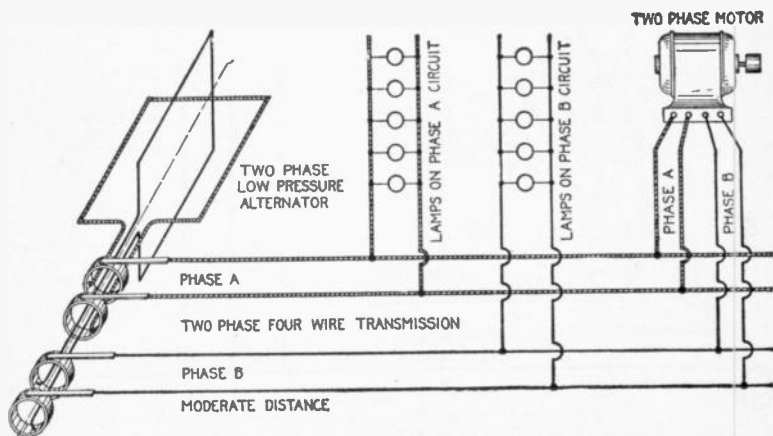 TWO PHASE MOTOR
TWO PHASE
LOW PRESSURE
ALTERNATOR
LAMPS ON PHASE A CIRCUIT
LAMPS ON PHASE B CIRCUIT
PHASE A
PHASE B
PHASE A
TWO PHASE FOUR WIRE TRANSMISSION
PHASE B
MODERATE DISTANCE